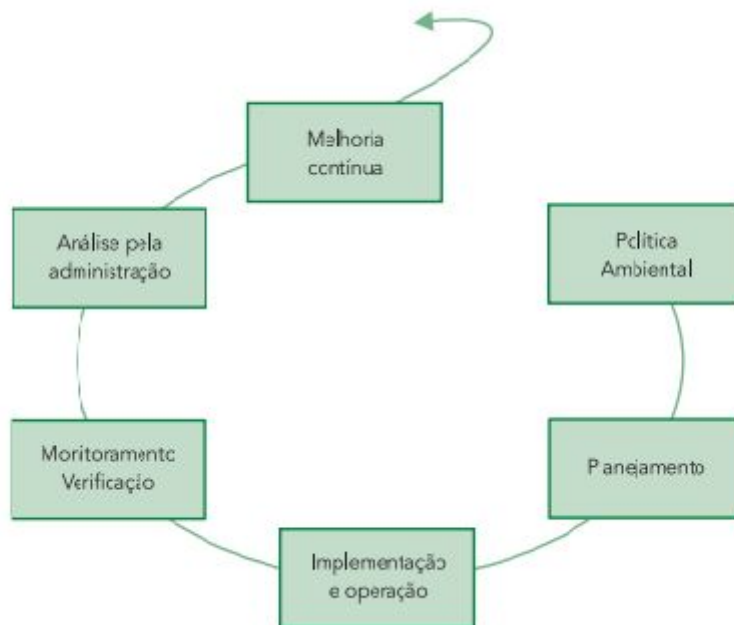 Melhoria
contínua
Análise pela
administração
Política
Ambiental
Monitoramento
Verificação
Planejamento
Implementação
e operação